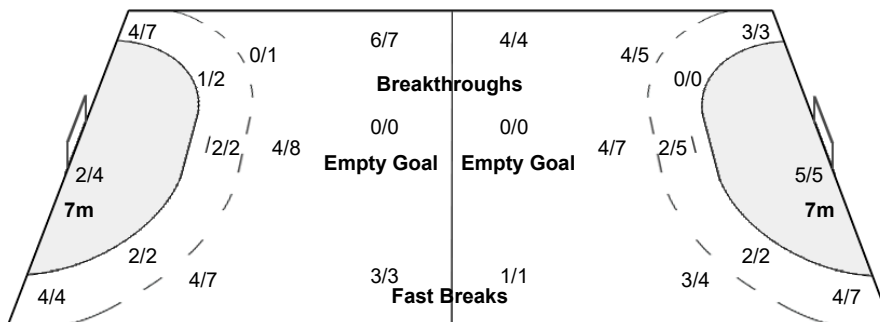 4/7 6/7 4/4 3/3
0/1 4/5
1/2 Breakthroughs 0/0
0/0 0/0
2/2 4/8 4/7 2/5
Empty Goal Empty Goal
2/4 5/5
7m 7m
2/2 2/2
4/7 3/3 1/1 3/4
4/4 Fast Breaks 4/7